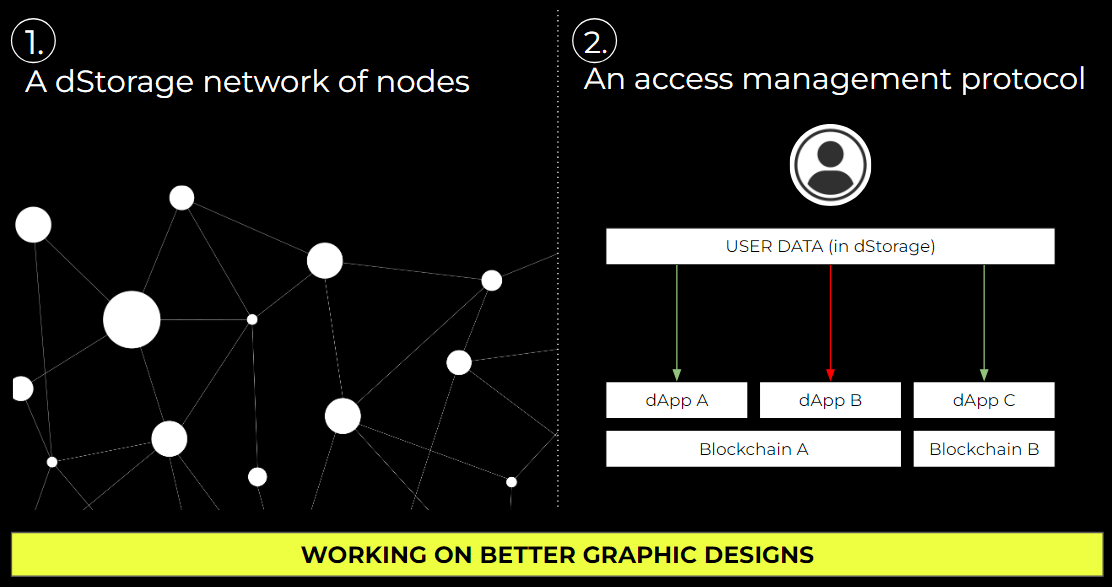 1.
A dStorage network of nodes
2.
An access management protocol
USER DATA (in dStorage)
dApp A
dApp B
dApp C
Blockchain A
Blockchain B
WORKING ON BETTER GRAPHIC DESIGNS